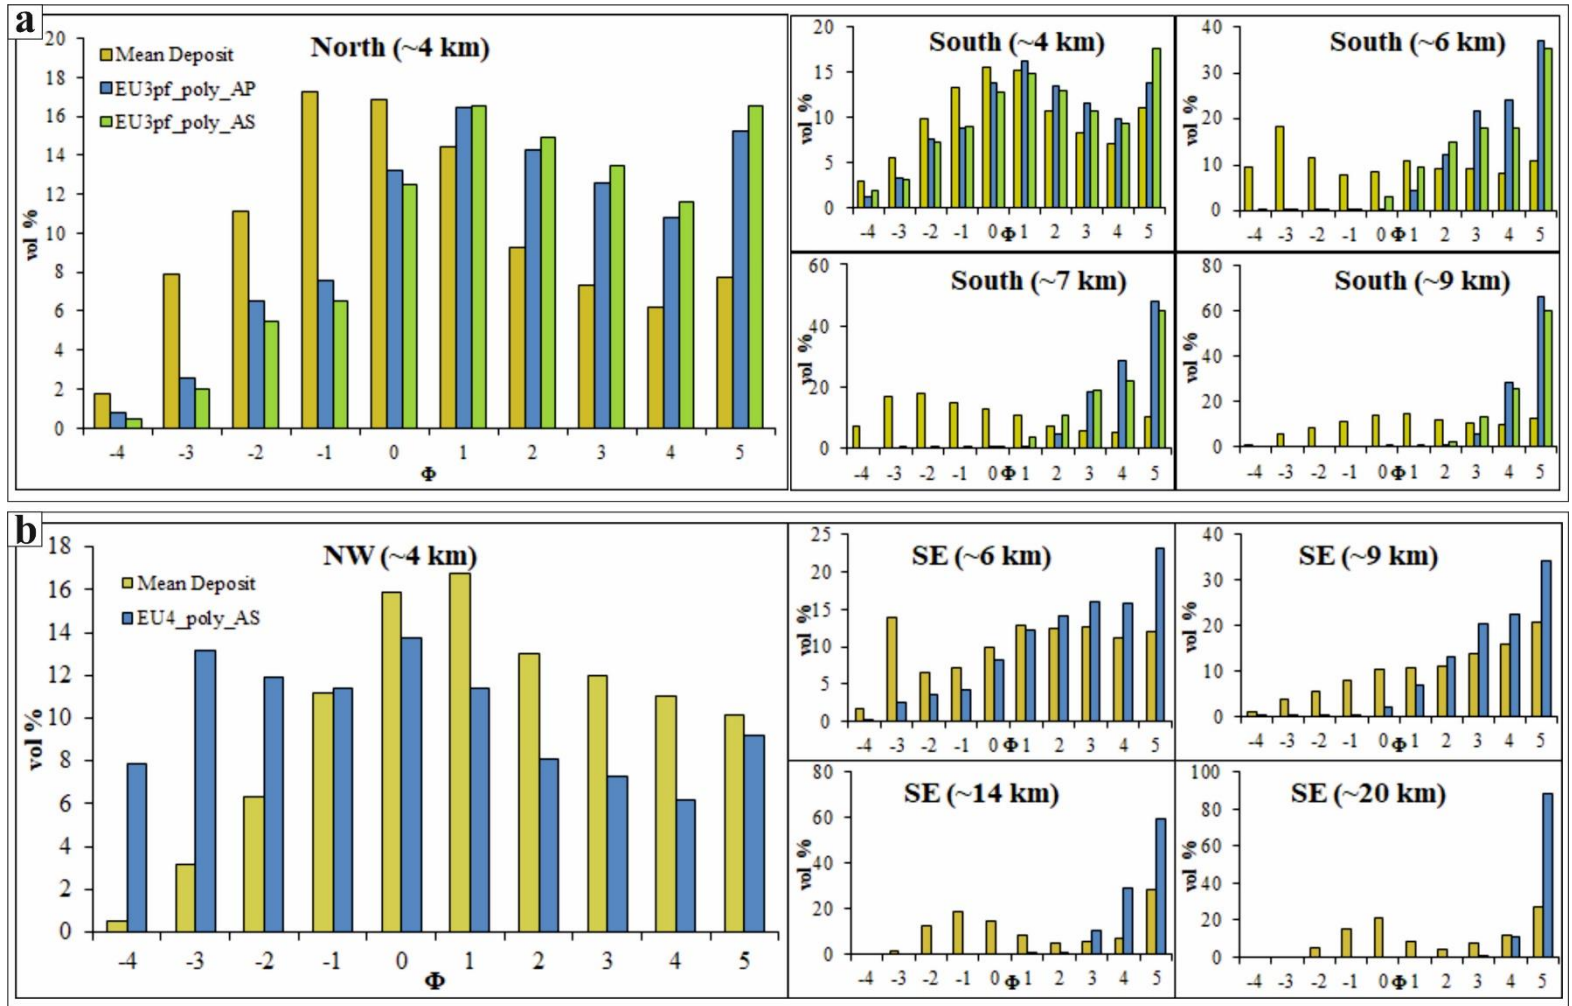 a
North (~4 km)
Mean Deposit
EU3pf_poly_AP
EU3pf_poly_AS
vol %
20
18
16
14
12
10
8
6
4
2
0
-4 -3 -2 -1 0 1 2 3 4 5
Φ
South (~4 km)
vol %
20
15
10
5
0
-4 -3 -2 -1 0 Φ 1 2 3 4 5
South (~6 km)
vol %
40
30
20
10
0
-4 -3 -2 -1 0 Φ 1 2 3 4 5
South (~7 km)
vol %
60
40
20
0
-4 -3 -2 -1 0 Φ 1 2 3 4 5
South (~9 km)
vol %
80
60
40
20
0
-4 -3 -2 -1 0 Φ 1 2 3 4 5
b
NW (~4 km)
Mean Deposit
EU4_poly_AS
vol %
18
16
14
12
10
8
6
4
2
0
-4 -3 -2 -1 0 1 2 3 4 5
Φ
SE (~6 km)
vol %
25
20
15
10
5
0
-4 -3 -2 -1 0 Φ 1 2 3 4 5
SE (~9 km)
vol %
40
30
20
10
0
-4 -3 -2 -1 0 Φ 1 2 3 4 5
SE (~14 km)
vol %
80
60
40
20
0
-4 -3 -2 -1 0 Φ 1 2 3 4 5
SE (~20 km)
vol %
100
80
60
40
20
0
-4 -3 -2 -1 0 Φ 1 2 3 4 5